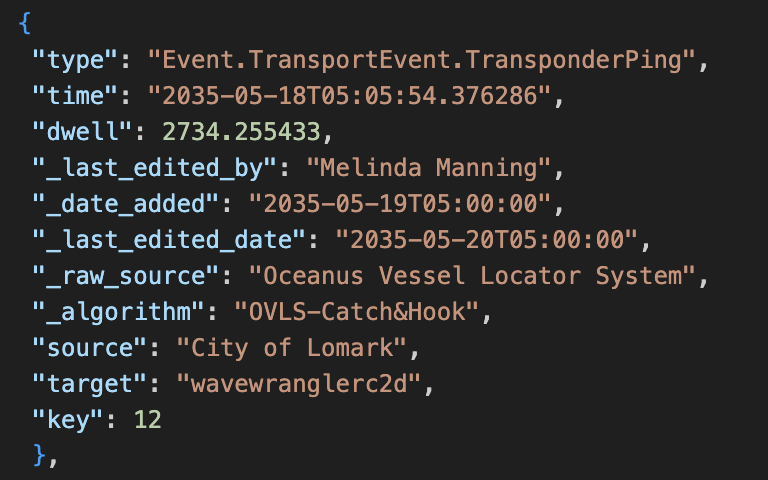 {
"type": "Event.TransportEvent.TransponderPing",
"time": "2035-05-18T05:05:54.376286",
"dwell": 2734.255433,
"_last_edited_by": "Melinda Manning",
"_date_added": "2035-05-19T05:00:00",
"_last_edited_date": "2035-05-20T05:00:00",
"_raw_source": "Oceanus Vessel Locator System",
"_algorithm": "OVLS-Catch&Hook",
"source": "City of Lomark",
"target": "wavewranglerc2d",
"key": 12
},